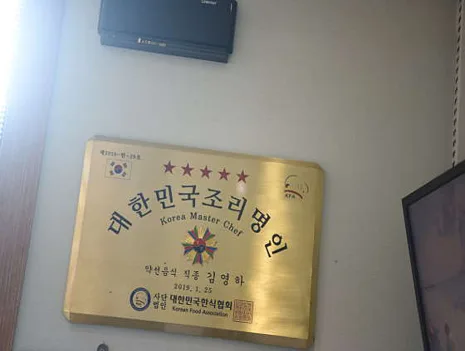 대한민국조리명인
Korea Master Chef
약선음식 직종 김영하
2019. 1. 25
사단법인 대한민국한식협회
Korean Food Association